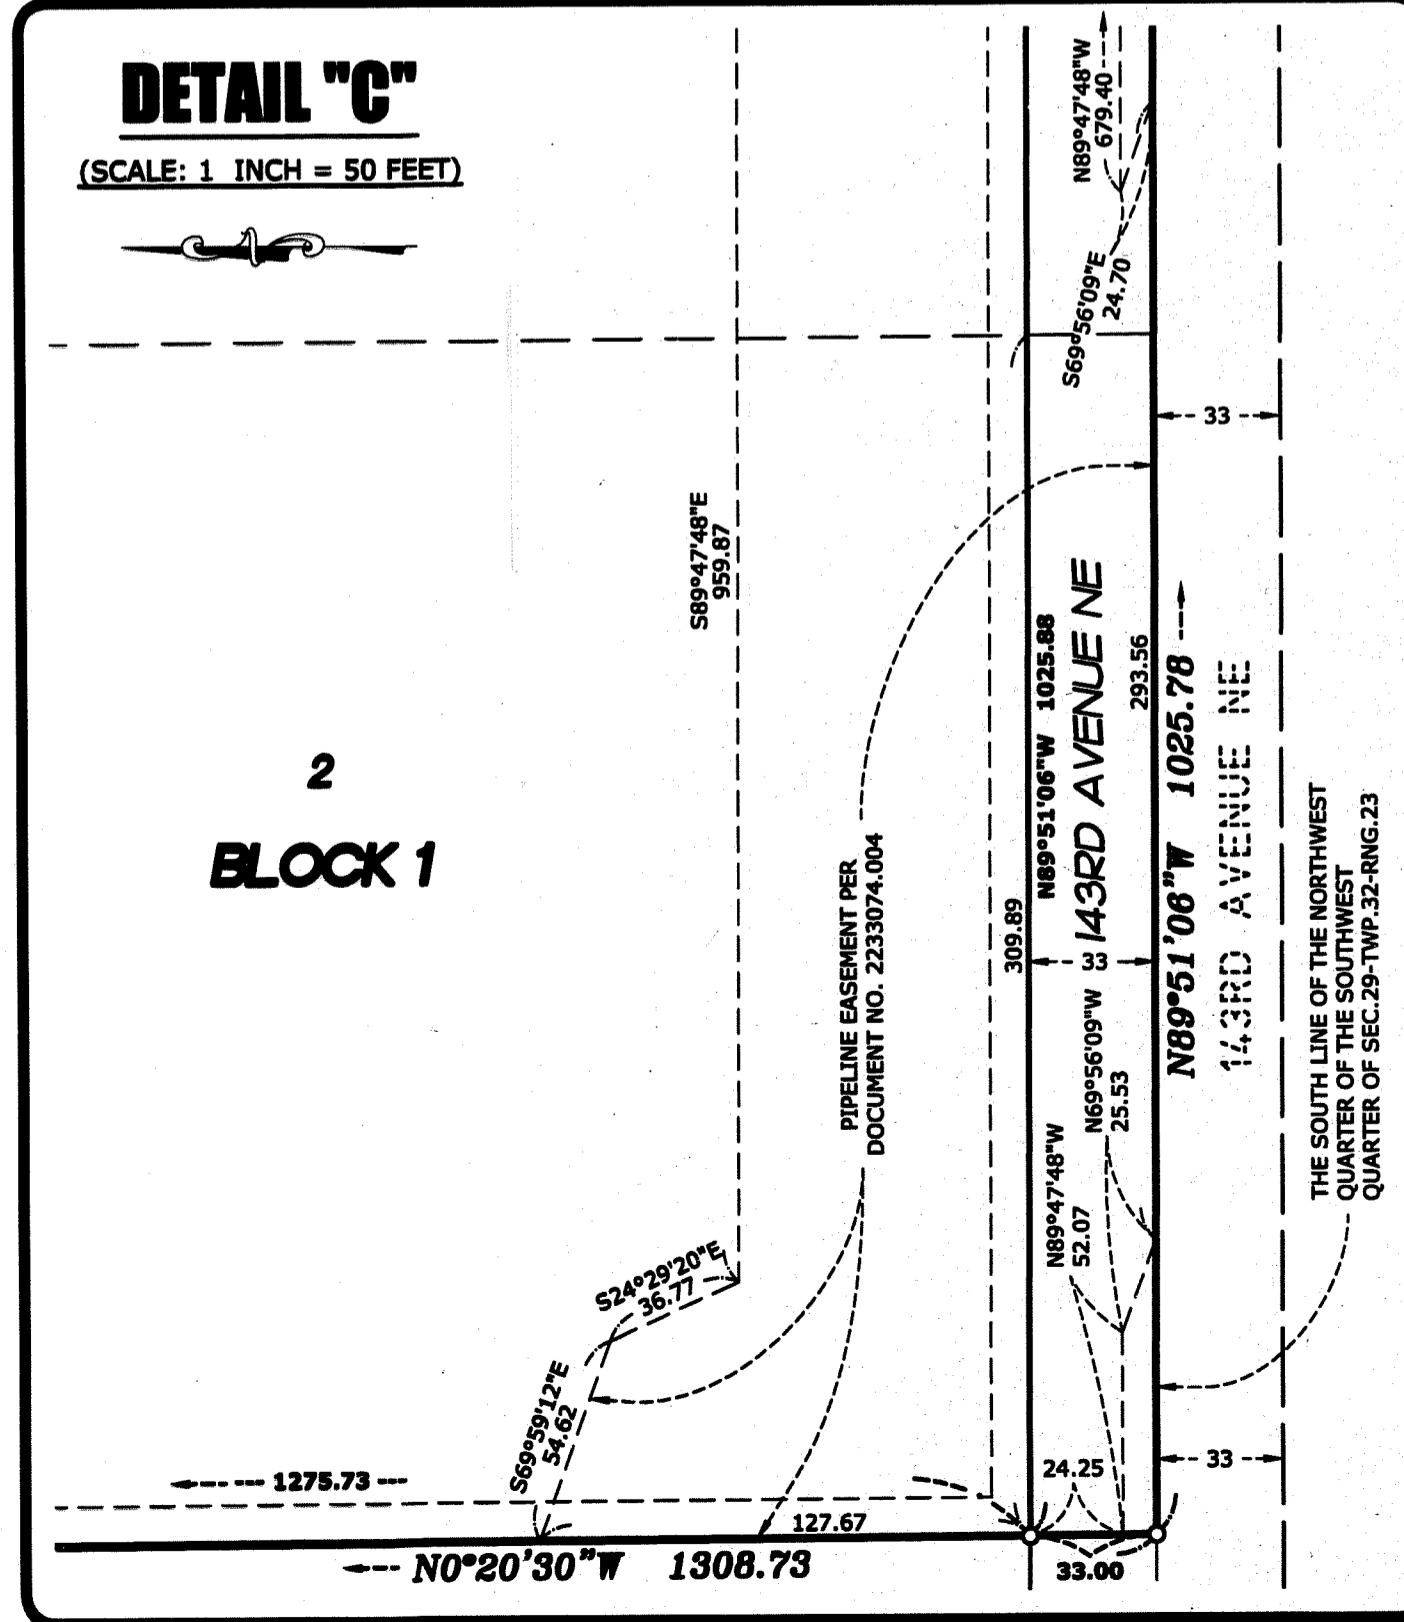 DETAIL "C"
(SCALE: 1 INCH = 50 FEET)
N89°47'48"W
679.40
S69°56'09"E
24.70
33
S89°47'48"E
959.87
N89°51'06"W 1025.88
143RD AVENUE NE
293.56
N89°51'06"W 1025.78
143RD AVENUE NE
2
BLOCK 1
PIPELINE EASEMENT PER
DOCUMENT NO. 2233074.004
309.89
33
THE SOUTH LINE OF THE NORTHWEST
QUARTER OF THE SOUTHWEST
QUARTER OF SEC.29-TWP.32-RNG.23
N69°56'09"W
25.53
N89°47'48"W
52.07
S24°29'20"E
36.77
S69°59'12"E
54.62
1275.73
24.25
33
127.67
N0°20'30"W 1308.73
33.00